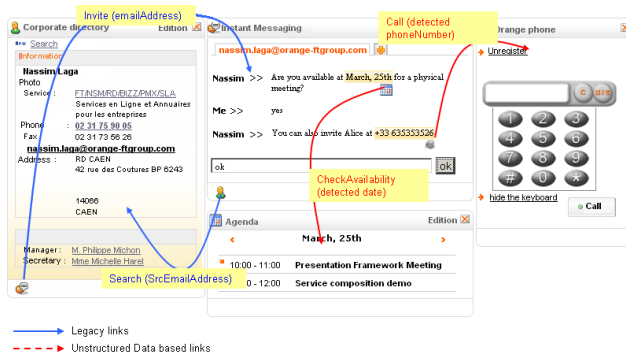 Corporate directory Edition
New Search
Information
Nassim Laga
Photo
Service : FT/NSM/RD/BIZZ/PMX/SLA
Services en Ligne et Annuaires
pour les entreprises
Phone : 02 31 75 90 05
Fax 02 31 73 56 26
nassim.laga@orange-ftgroup.com
Address : RD CAEN
42 rue des Coutures BP 6243
14066
CAEN
Manager : M. Philippe Michon
Secretary : Mme Michelle Harel
Invite (emailAddress)
Instant Messaging
nassim.laga@orange-ftgroup.com
Nassim >> Are you available at March, 25th for a physical
meeting?
Me >> yes
Nassim >> You can also invite Alice at +33 635353526
ok ok
Call (detected
phoneNumber)
CheckAvailability
(detected date)
Search (SrcEmailAddress)
Agenda Edition
March, 25th
10:00 - 11:00 Presentation Framework Meeting
- 12:00 Service composition demo
Orange phone
Unregister
C BIS
1 2 3
4 5 6
7 8 9
* 0 #
hide the keyboard
Call
Legacy links
Unstructured Data based links